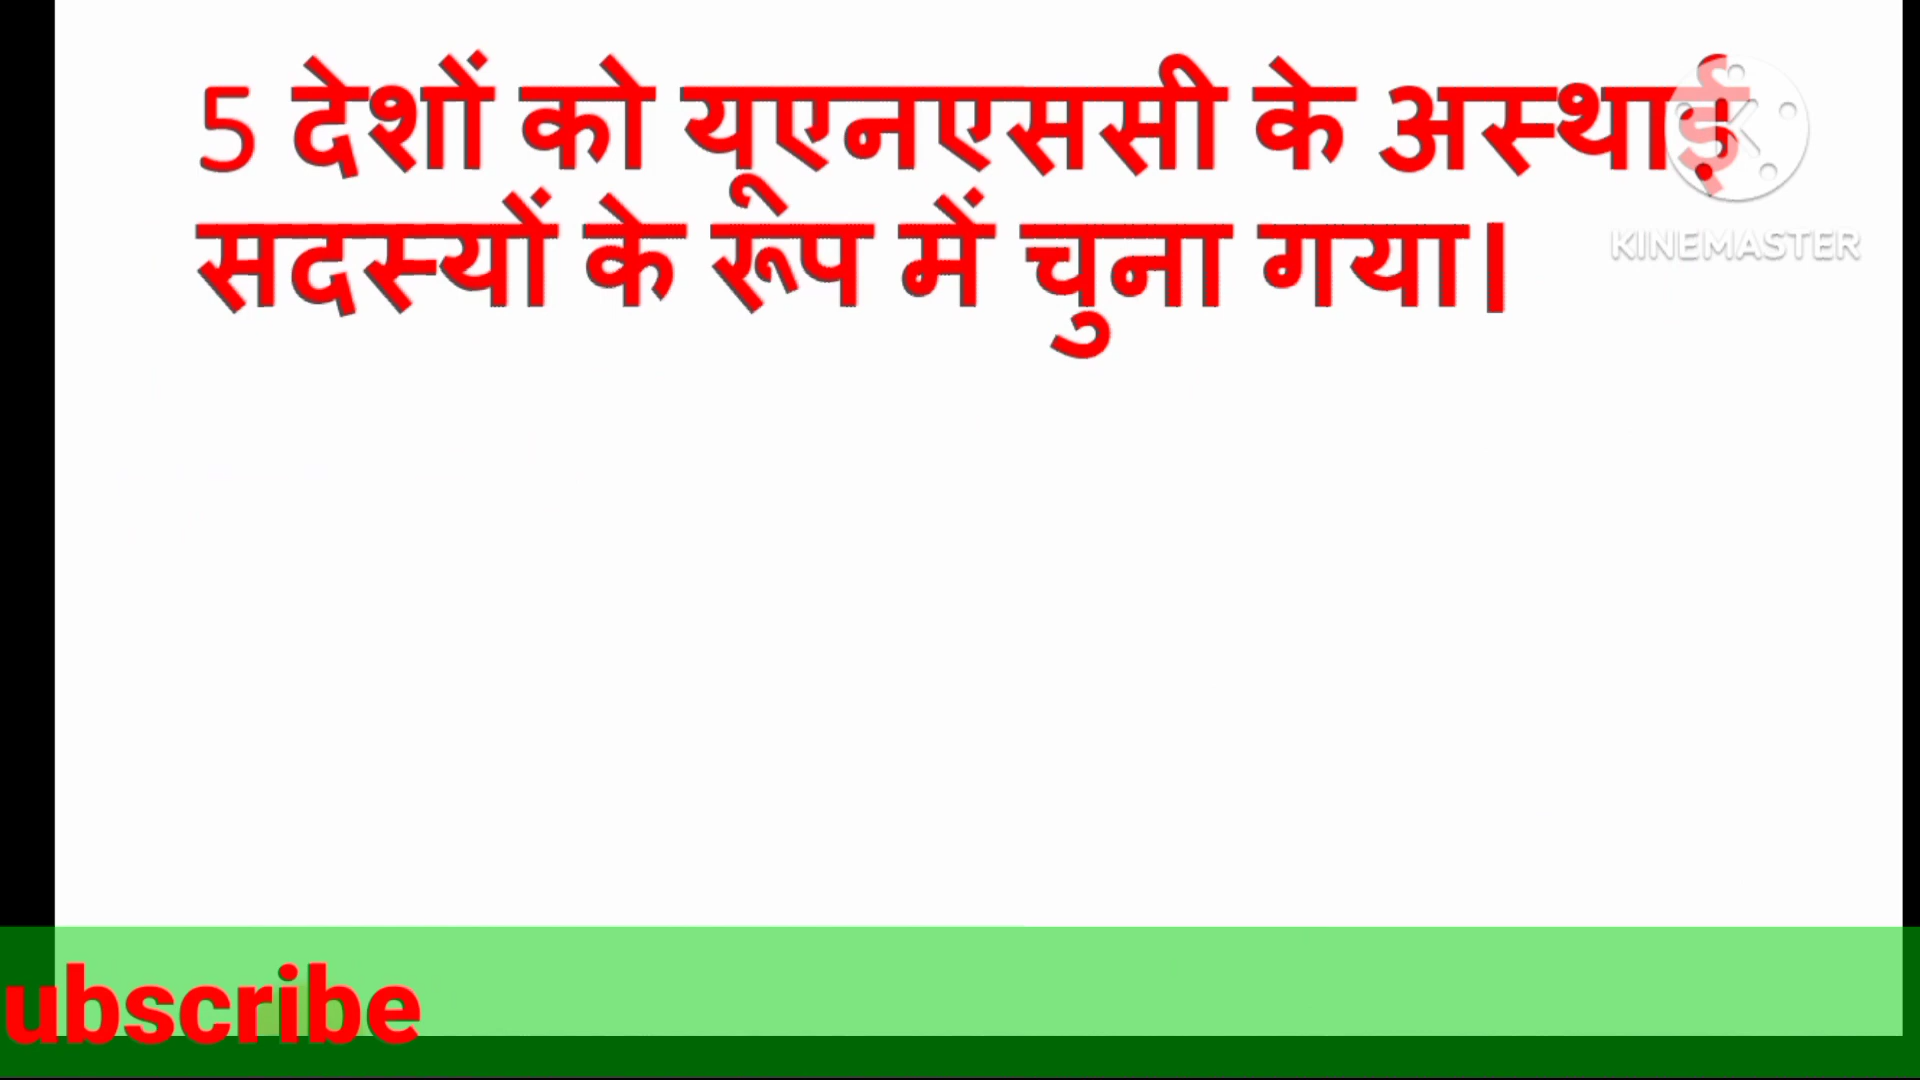 5 देशों को यूएनएससी के अस्थाई
सदस्यों के रूप में चुना गया।
KINEMASTER
ubscribe